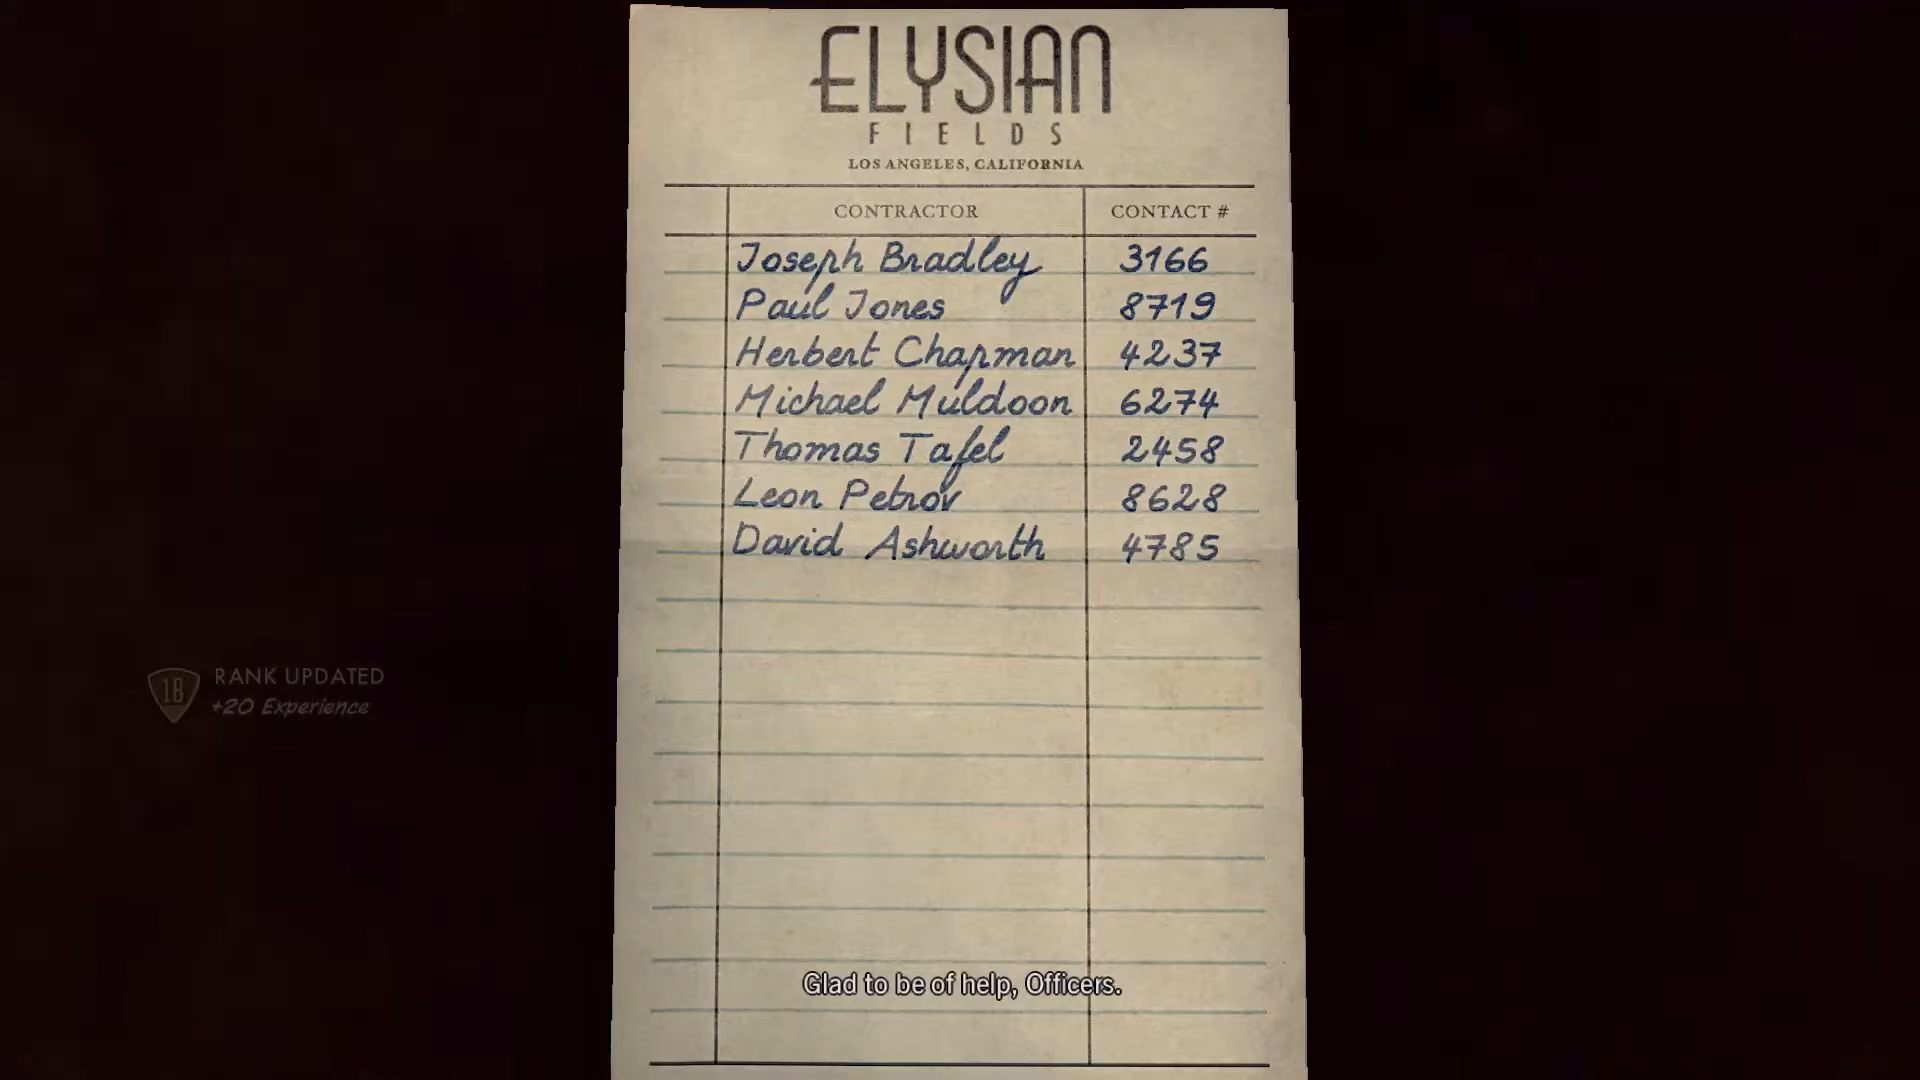 ELYSIAN
FIELDS
LOS ANGELES, CALIFORNIA
CONTRACTOR CONTACT #
Joseph Bradley 3166
Paul Jones 8719
Herbert Chapman 4237
Michael Muldoon 6274
Thomas Tafel 2458
Leon Petrov 8628
David Ashworth 4785
18 RANK UPDATED
+20 Experience
Glad to be of help, Officers.